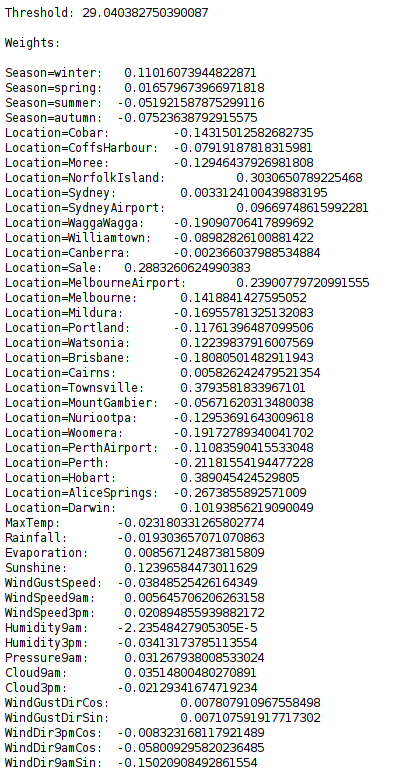 Threshold: 29.040382750390087
Weights:
Season=winter: 0.11016073944822871
Season=spring: 0.016579673966971818
Season=summer: -0.051921587875299116
Season=autumn: -0.07523638792915575
Location=Cobar: -0.14315012582682735
Location=CoffsHarbour: -0.07919187818315981
Location=Moree: -0.12946437926981808
Location=NorfolkIsland: 0.3030650789225468
Location=Sydney: 0.0033124100439883195
Location=SydneyAirport: 0.09669748615992281
Location=WaggaWagga: -0.19090706417899692
Location=Williamtown: -0.08982826100881422
Location=Canberra: -0.002366037988534884
Location=Sale: 0.2883260624990383
Location=MelbourneAirport: 0.23900779720991555
Location=Melbourne: 0.1418841427595052
Location=Mildura: -0.16955781325132083
Location=Portland: -0.11761396487099506
Location=Watsonia: 0.12239837916007569
Location=Brisbane: -0.18080501482911943
Location=Cairns: 0.005826242479521354
Location=Townsville: 0.3793581833967101
Location=MountGambier: -0.05671620313480038
Location=Nuriootpa: -0.12953691643009618
Location=Woomera: -0.19172789340041702
Location=PerthAirport: -0.11083590415533048
Location=Perth: -0.21181554194477228
Location=Hobart: 0.389045424529805
Location=AliceSprings: -0.2673855892571009
Location=Darwin: 0.10193856219090049
MaxTemp: -0.023180331265802774
Rainfall: -0.019303657071070863
Evaporation: 0.008567124873815809
Sunshine: 0.12396584473011629
WindGustSpeed: -0.03848525426164349
WindSpeed9am: 0.005645706206263158
WindSpeed3pm: 0.020894855939882172
Humidity9am: -2.23548427905305E-5
Humidity3pm: -0.03413173785113554
Pressure9am: 0.031267938008533024
Cloud9am: 0.03514800480270891
Cloud3pm: -0.02129341674719234
WindGustDirCos: 0.007807910967558498
WindGustDirSin: 0.007107591917717302
WindDir3pmCos: -0.008323168117921489
WindDir9amCos: -0.058009295820236485
WindDir9amSin: -0.15020908492861554